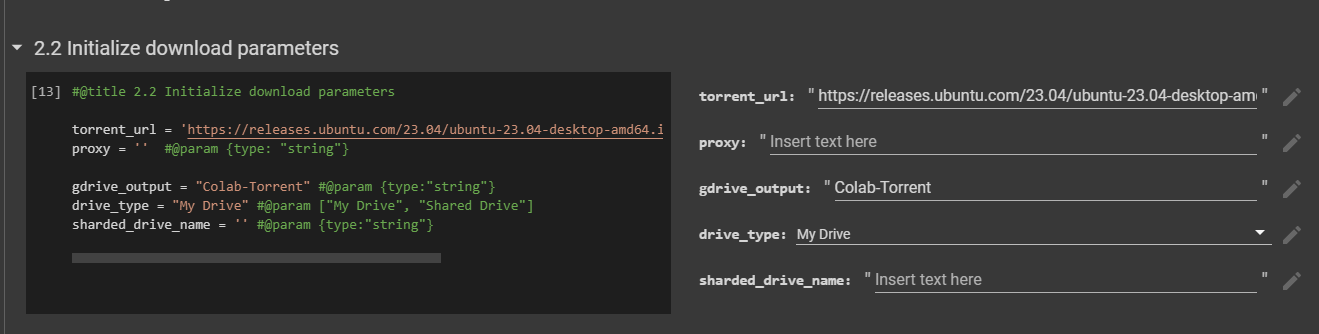 2.2 Initialize download parameters
[13] #@title 2.2 Initialize download parameters
torrent_url = 'https://releases.ubuntu.com/23.04/ubuntu-23.04-desktop-amd64.i
proxy = '' #@param {type: "string"}
gdrive_output = "Colab-Torrent" #@param {type:"string"}
drive_type = "My Drive" #@param ["My Drive", "Shared Drive"]
sharded_drive_name = '' #@param {type:"string"}
torrent_url: "https://releases.ubuntu.com/23.04/ubuntu-23.04-desktop-am "
proxy: "Insert text here "
gdrive_output: "Colab-Torrent "
drive_type: My Drive
sharded_drive_name: "Insert text here "